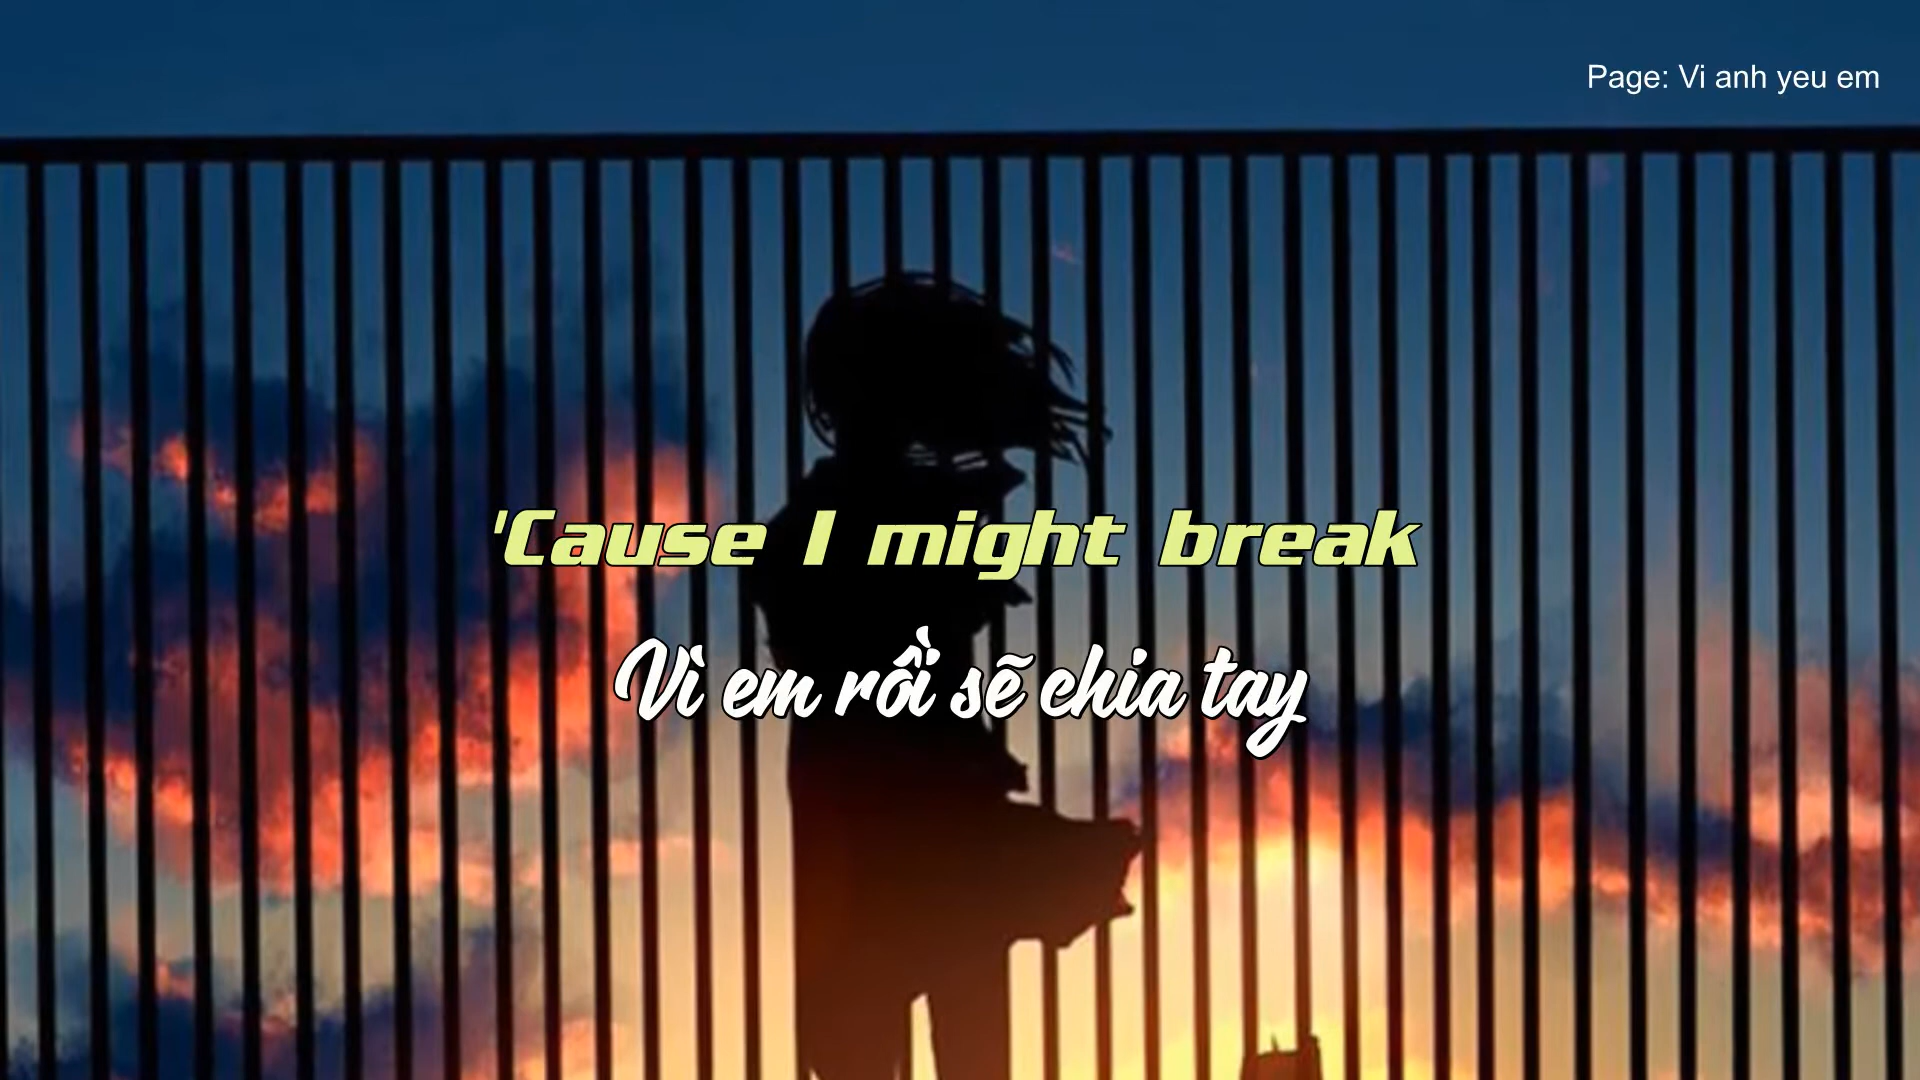 Page: Vi anh yeu em
'Cause I might break
Vì em rồi sẽ chia tay